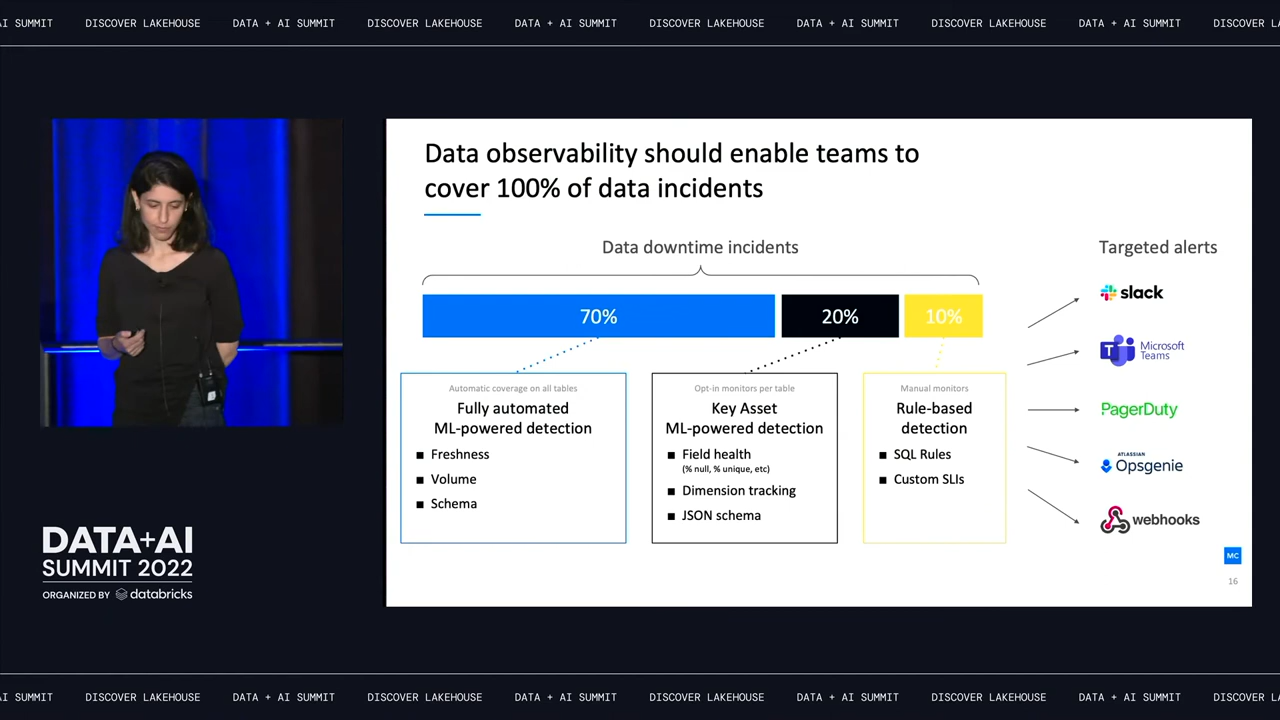 AI SUMMIT DISCOVER LAKEHOUSE DATA + AI SUMMIT DISCOVER LAKEHOUSE DATA + AI SUMMIT DISCOVER LAKEHOUSE DATA + AI SUMMIT DISCOVER LAKEHOUSE DATA + AI SUMMIT DISCOVER L
Data observability should enable teams to
cover 100% of data incidents
Data downtime incidents
Targeted alerts
70%
20%
10%
Automatic coverage on all tables
Fully automated
ML-powered detection
■ Freshness
■ Volume
■ Schema
Opt-in monitors per table
Key Asset
ML-powered detection
■ Field health
(% null, % unique, etc)
■ Dimension tracking
■ JSON schema
Manual monitors
Rule-based
detection
■ SQL Rules
■ Custom SLIs
slack
Microsoft
Teams
PagerDuty
ATLASSIAN
Opsgenie
webhooks
MC
16
DATA+AI
SUMMIT 2022
ORGANIZED BY databricks
AI SUMMIT DISCOVER LAKEHOUSE DATA + AI SUMMIT DISCOVER LAKEHOUSE DATA + AI SUMMIT DISCOVER LAKEHOUSE DATA + AI SUMMIT DISCOVER LAKEHOUSE DATA + AI SUMMIT DISCOVER L